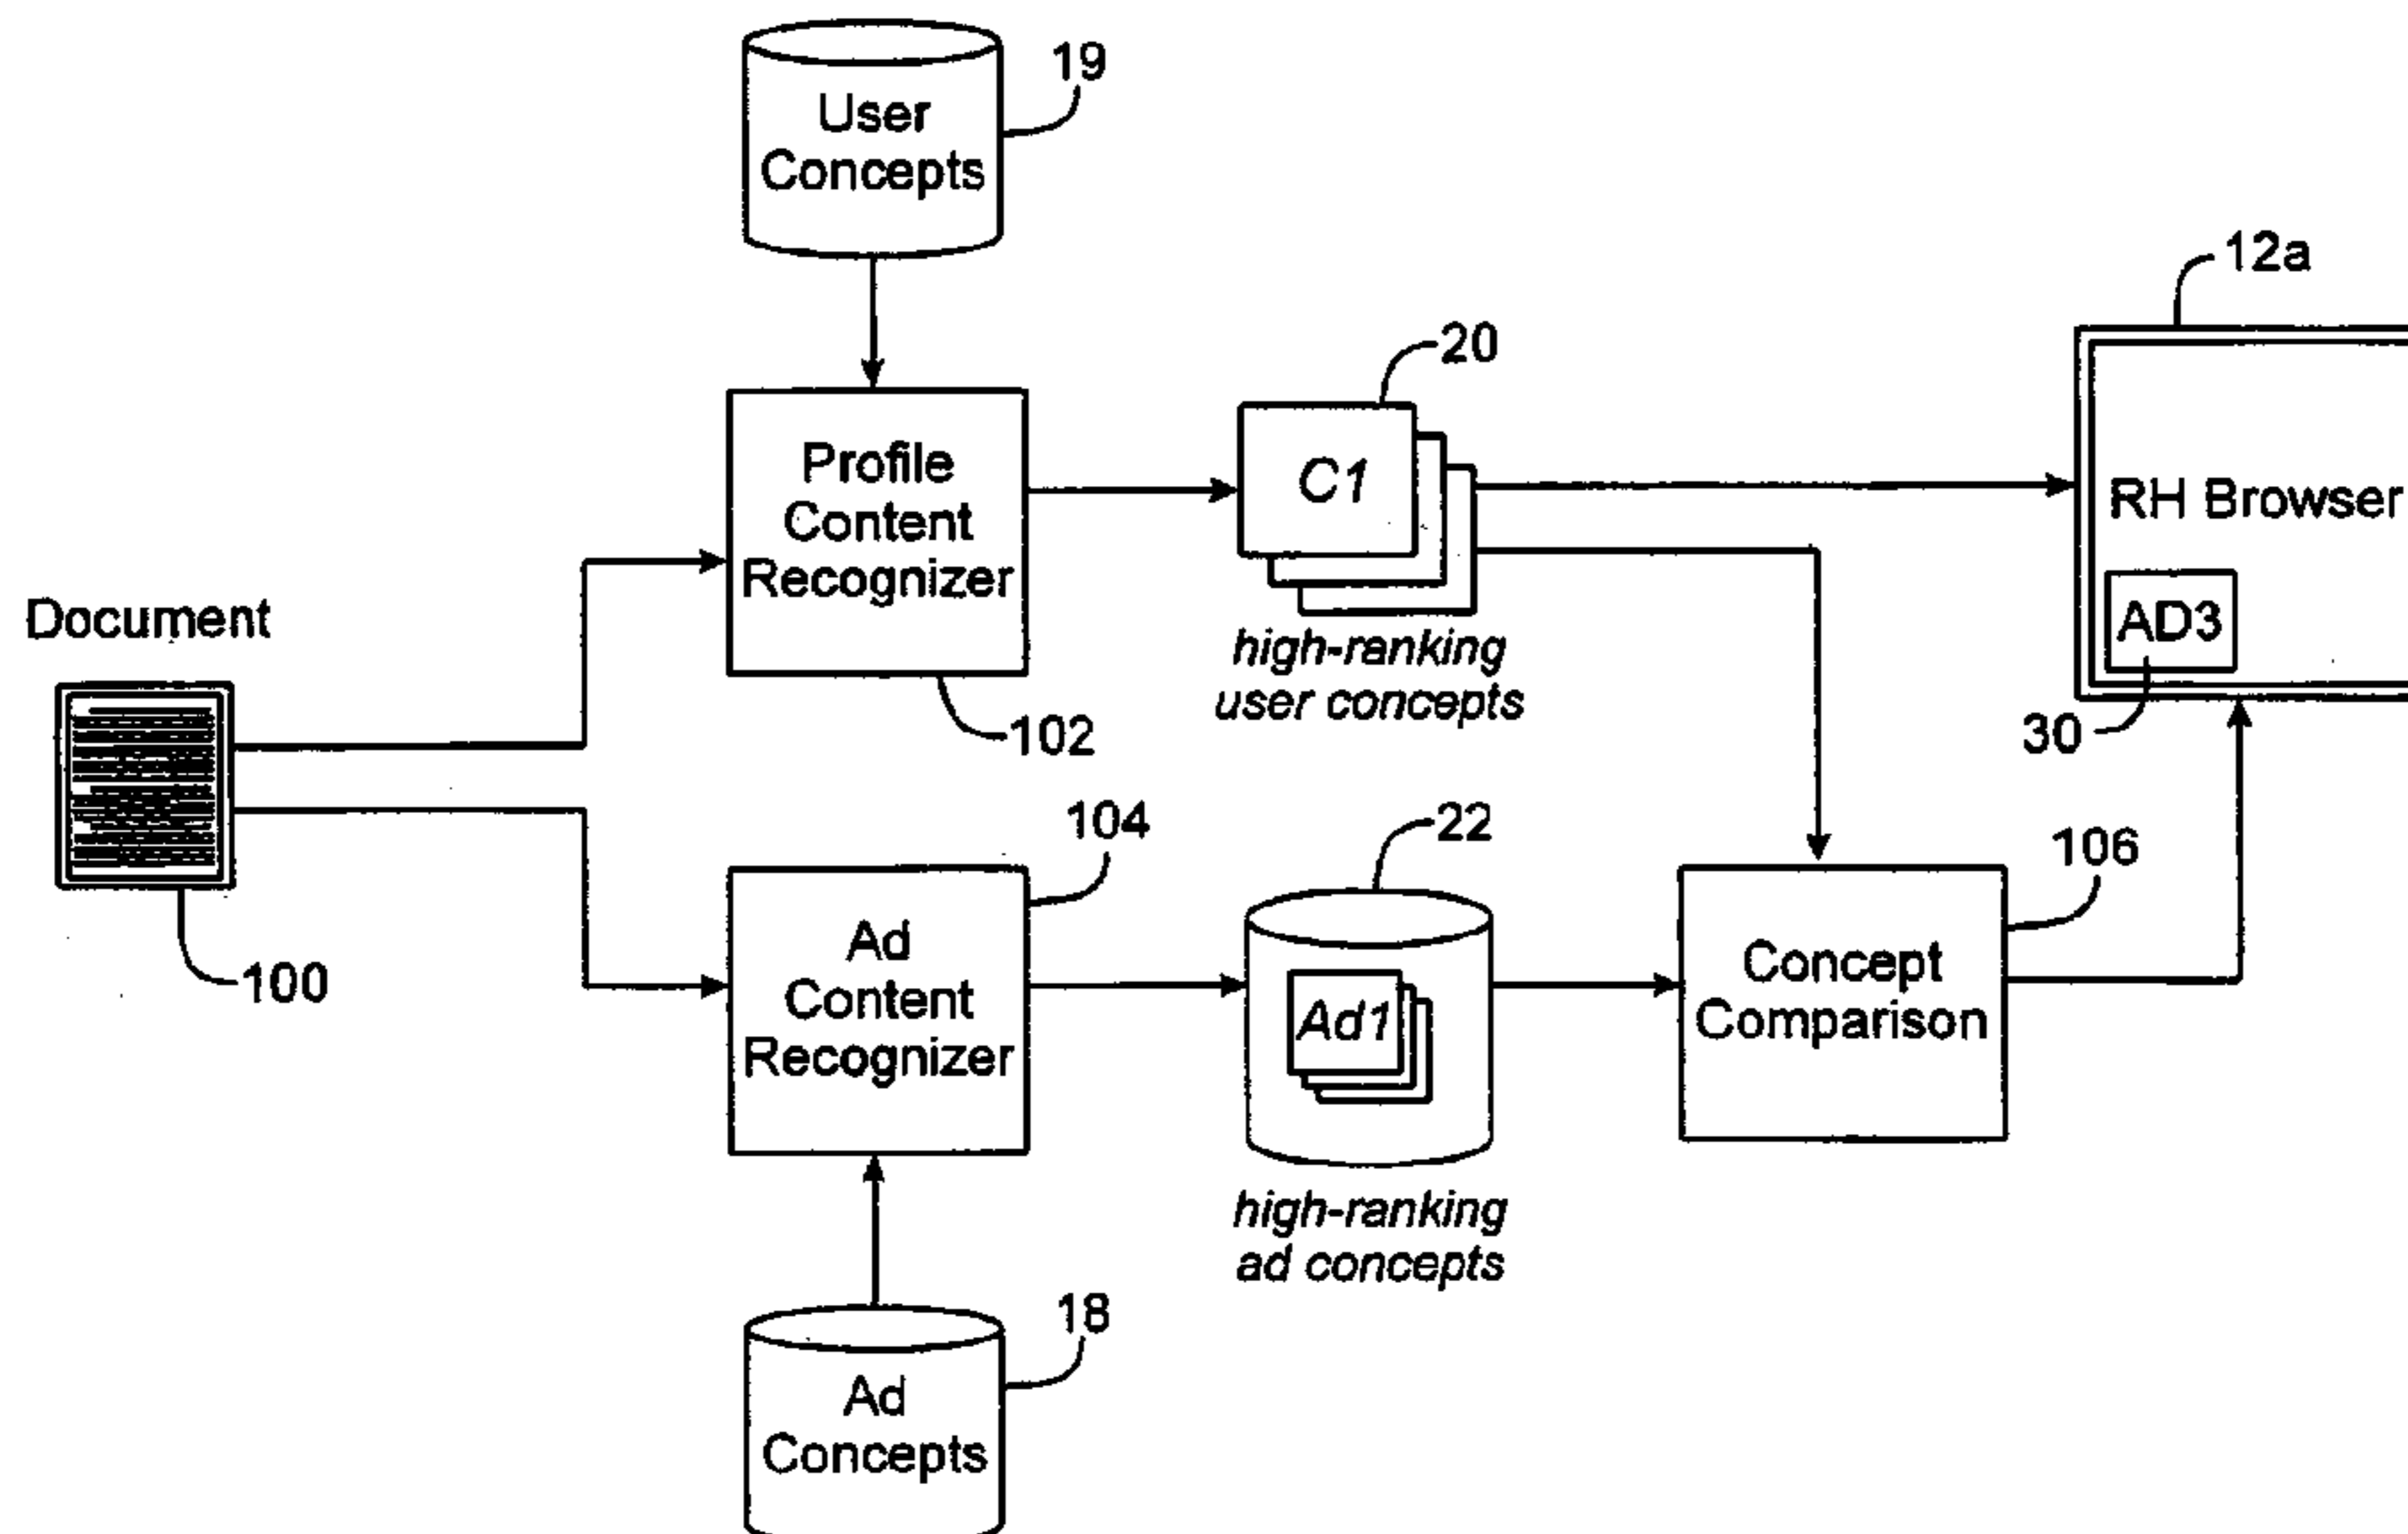 19
User
Concepts
12a
20
Profile
Content
Recognizer
C1
RH Browser
Document
high-ranking
user concepts
AD3
102
30
104
22
106
Ad
Content
Recognizer
Ad1
Concept
Comparison
100
high-ranking
ad concepts
18
Ad
Concepts